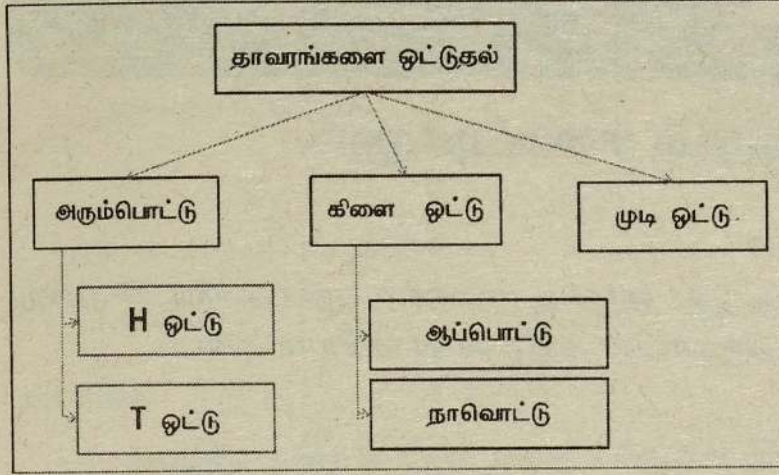 தாவரங்களை ஒட்டுதல்
அரும்பொட்டு
கிளை ஒட்டு
முடி ஒட்டு
H ஒட்டு
ஆப்பொட்டு
T ஒட்டு
நாவொட்டு